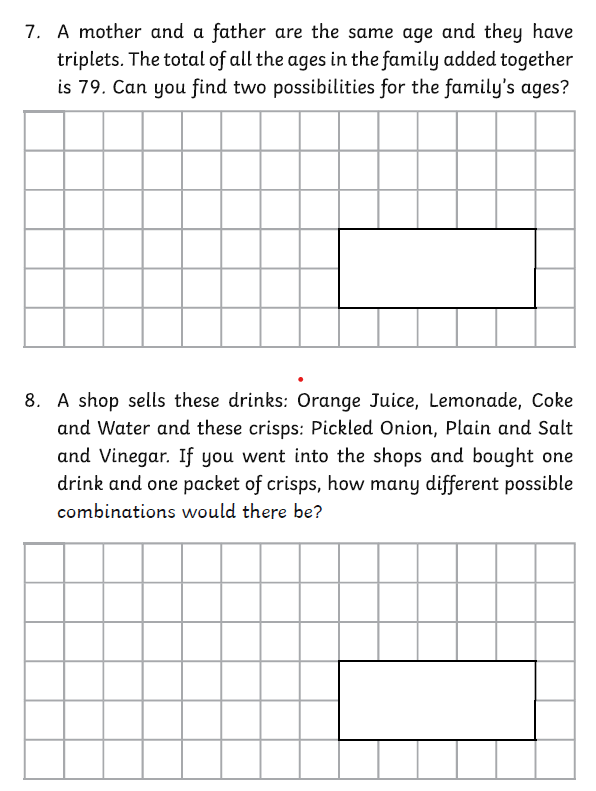 7. A mother and a father are the same age and they have
triplets. The total of all the ages in the family added together
is 79. Can you find two possibilities for the family's ages?
8. A shop sells these drinks: Orange Juice, Lemonade, Coke
and Water and these crisps: Pickled Onion, Plain and Salt
and Vinegar. If you went into the shops and bought one
drink and one packet of crisps, how many different possible
combinations would there be?